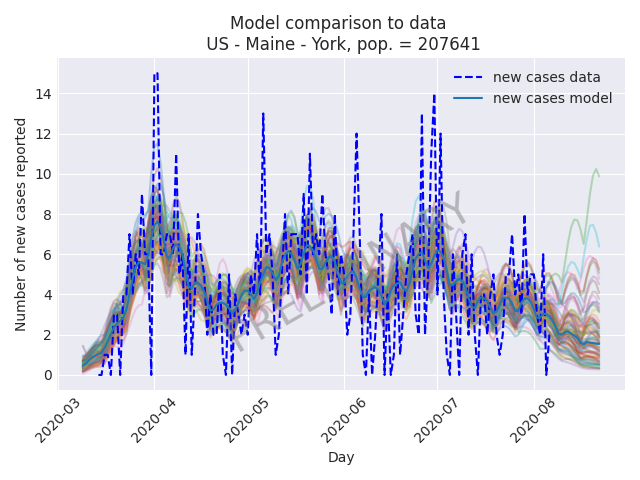 Model comparison to data
US - Maine - York, pop. = 207641
new cases data
new cases model
Number of new cases reported
14
12
10
8
6
4
2
0
PRELIMINARY
2020-03
2020-04
2020-05
2020-06
2020-07
2020-08
Day